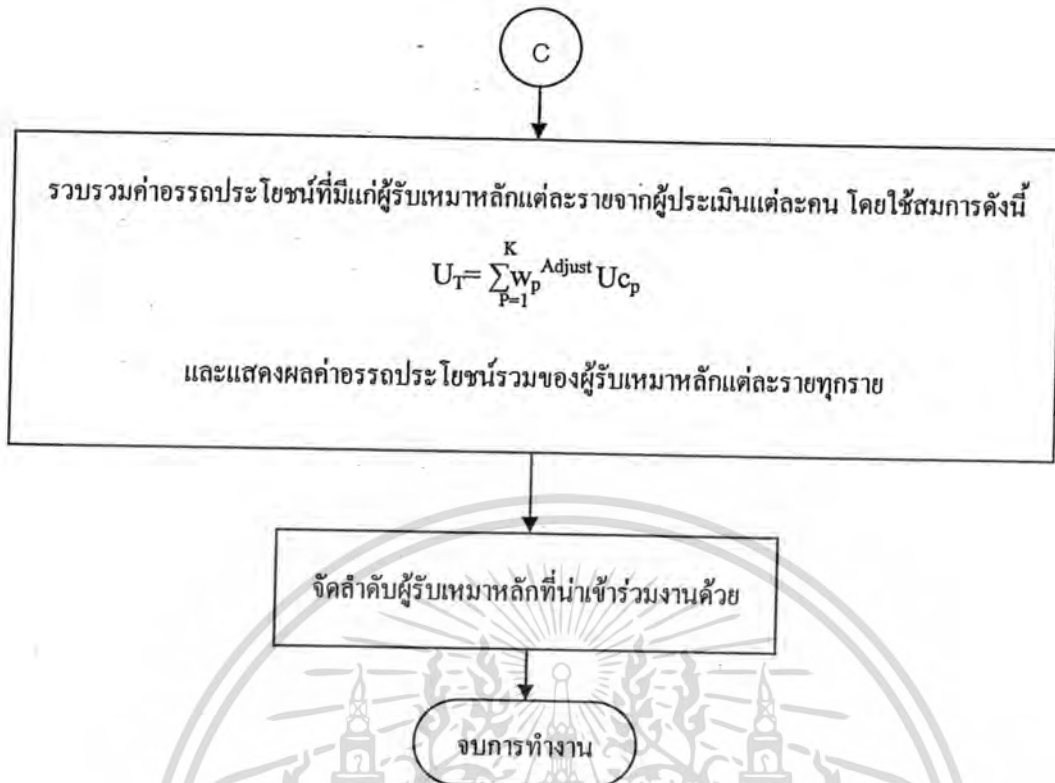 C
รวบรวมค่าอรรถประโยชน์ที่มีแก่ผู้รับเหมาหลักแต่ละรายจากผู้ประเมินแต่ละคน โดยใช้สมการดังนี้
U_T = \sum_{P=1}^{K} w_p^{Adjust} Uc_p
และแสดงผลค่าอรรถประโยชน์รวมของผู้รับเหมาหลักแต่ละรายทุกราย
จัดลำดับผู้รับเหมาหลักที่น่าเข้าร่วมงานด้วย
จบการทำงาน